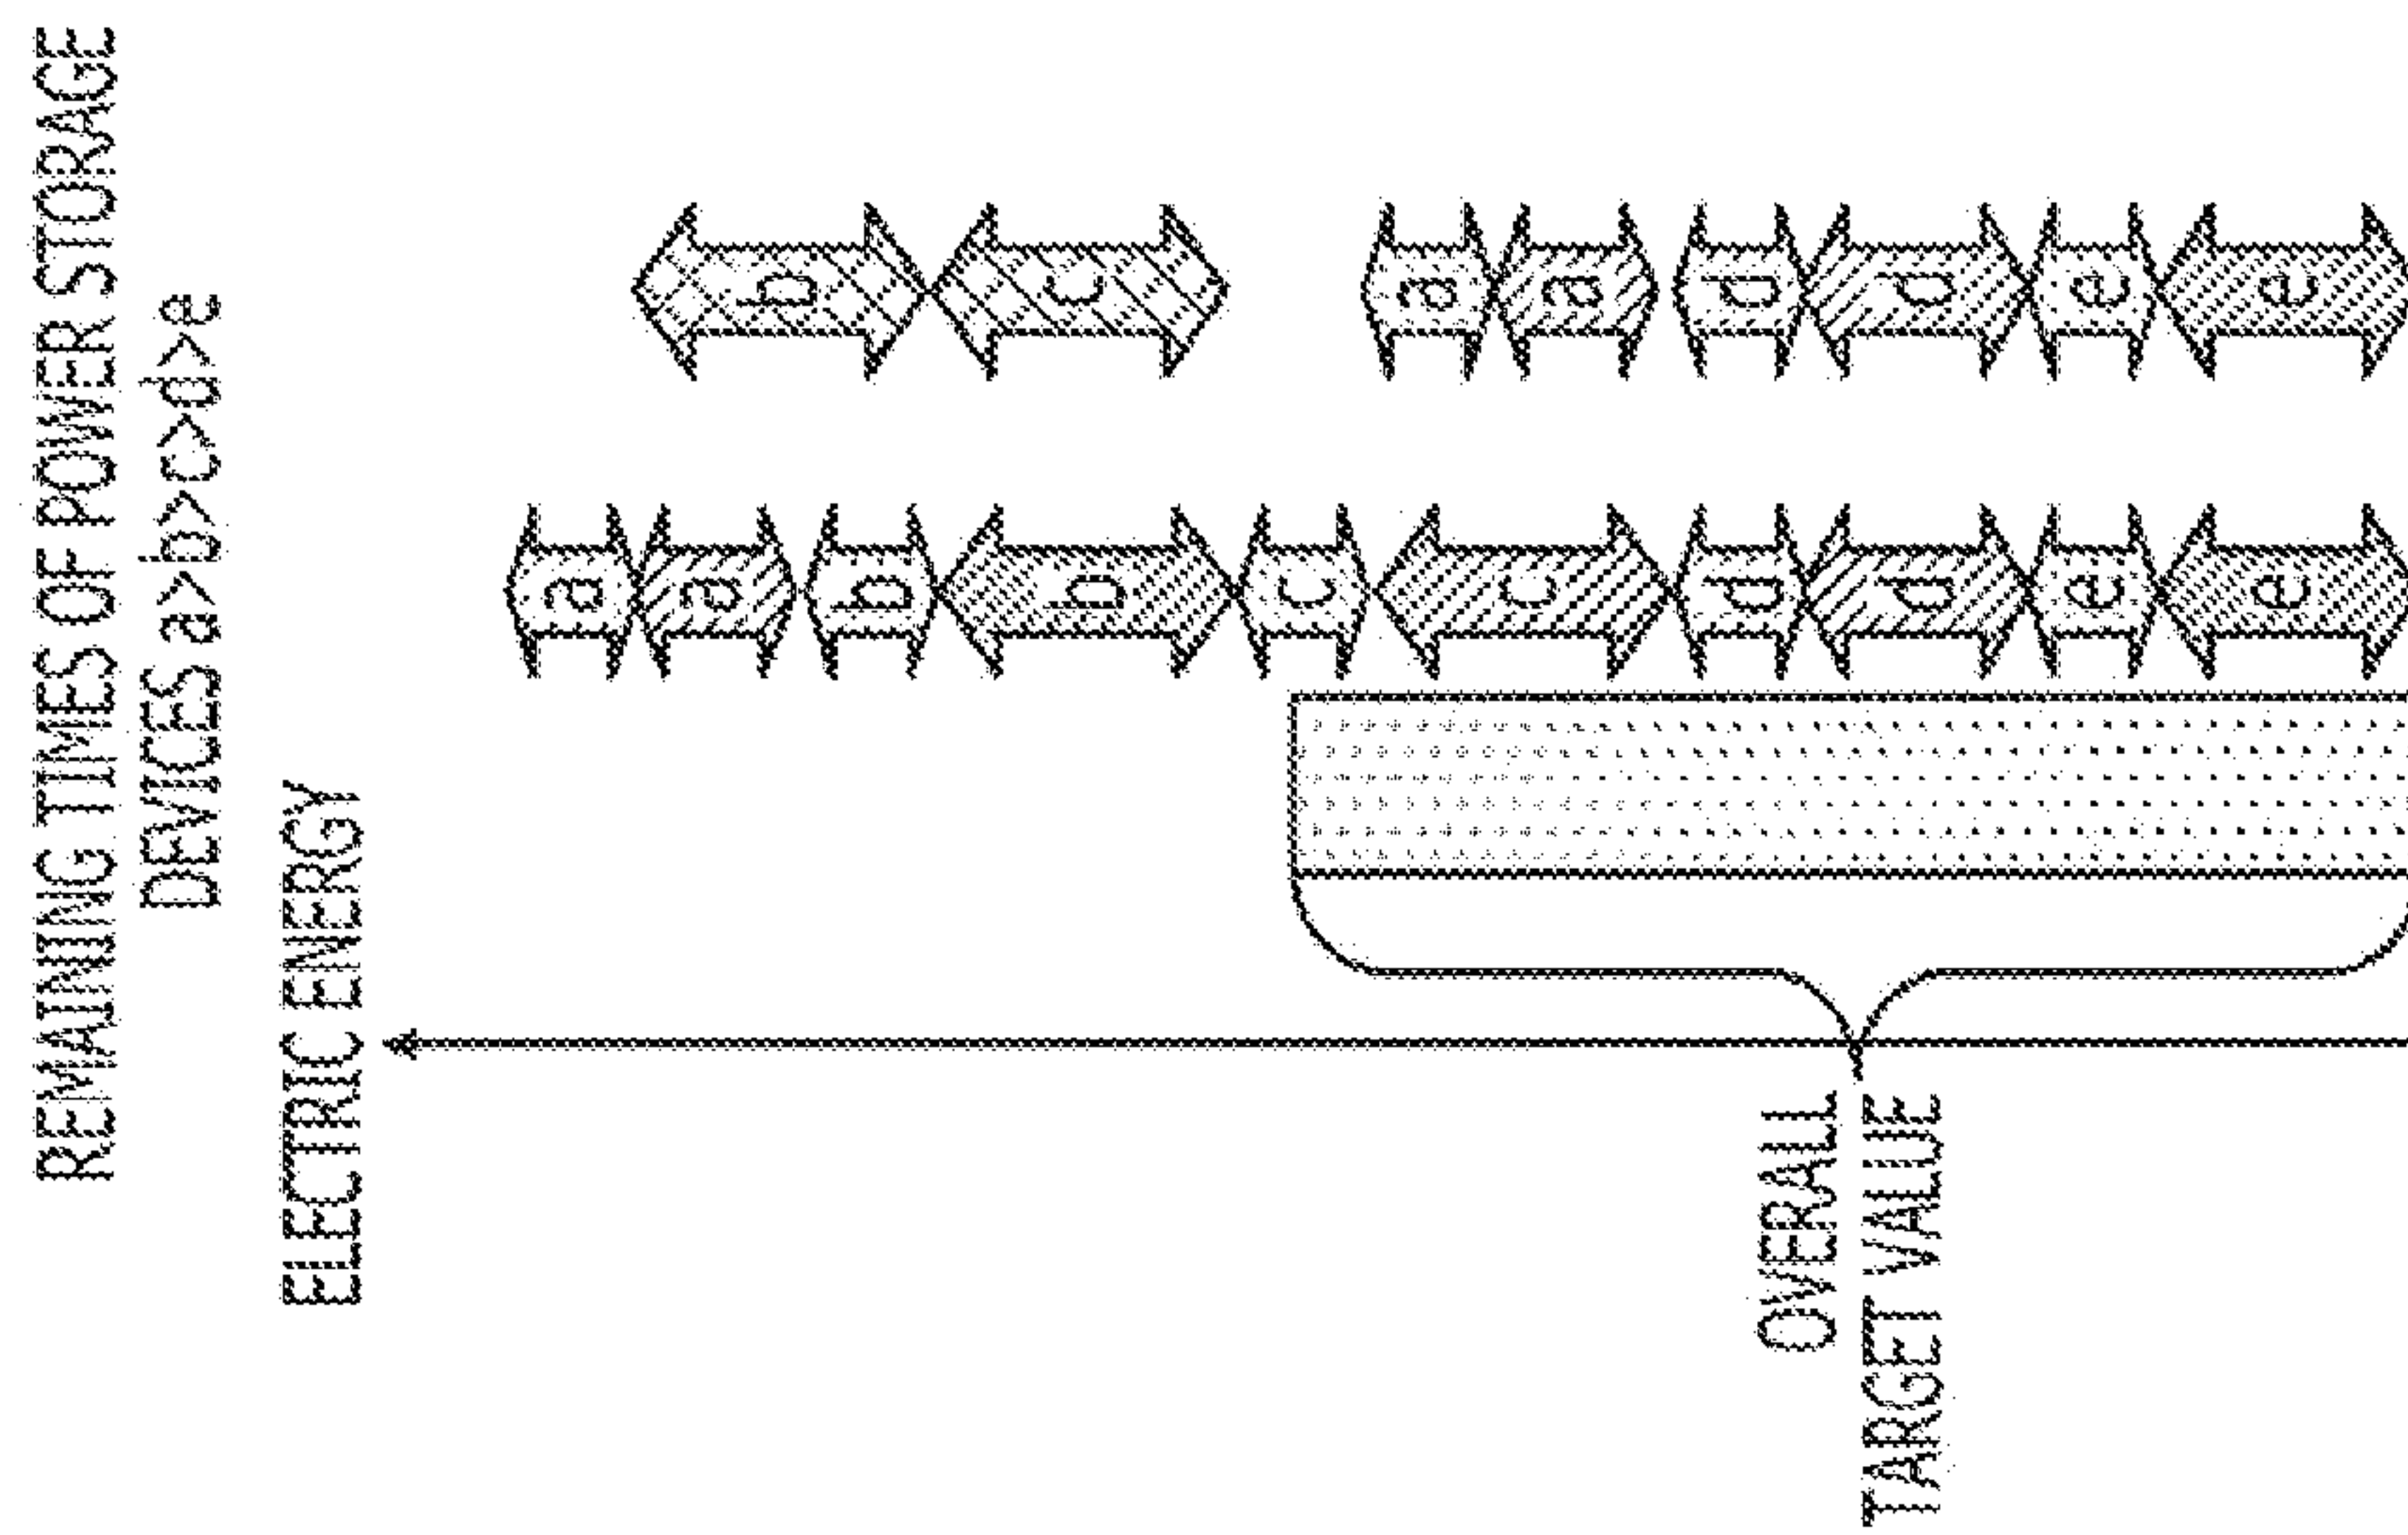 REMAINING TIMES OF POWER STORAGE
DEVICES a>b>c>d>e
ELECTRIC ENERGY
OVERALL
TARGET VALUE
a
a
b
b
c
c
d
d
e
e
b
c
a
a
d
d
e
e